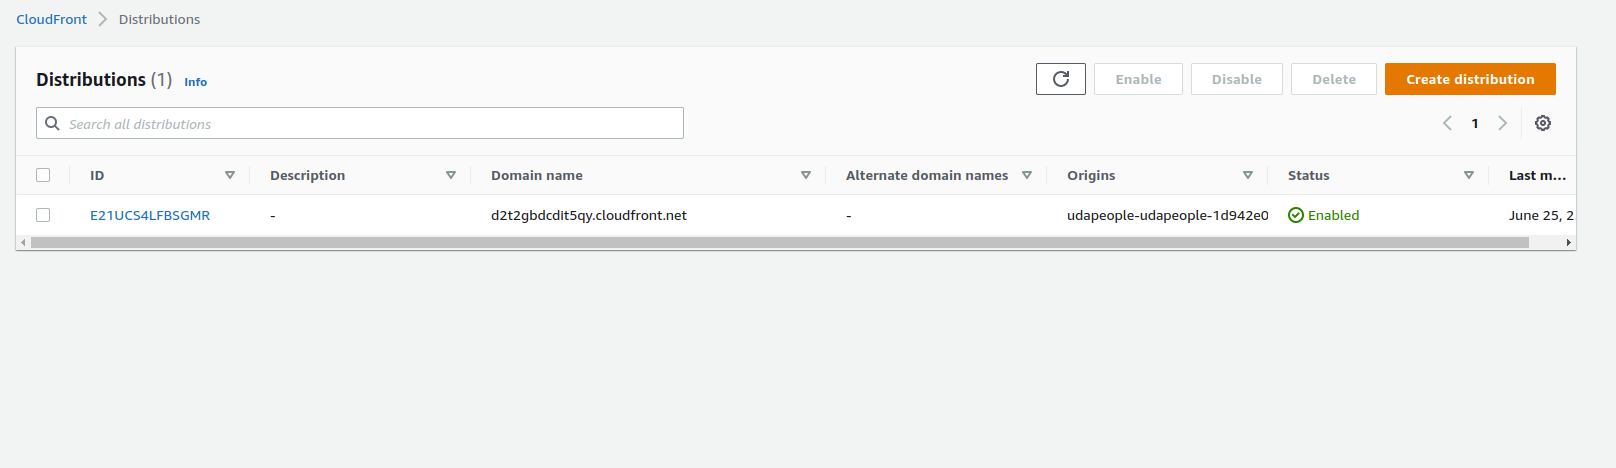 CloudFront Distributions
Distributions (1) Info
Enable Disable Delete Create distribution
Search all distributions
1
ID Description Domain name Alternate domain names Origins Status Last m...
E21UCS4LFBSGMR - d2t2gbdcdit5qy.cloudfront.net - udapeople-udapeople-1d942e0 Enabled June 25, 2